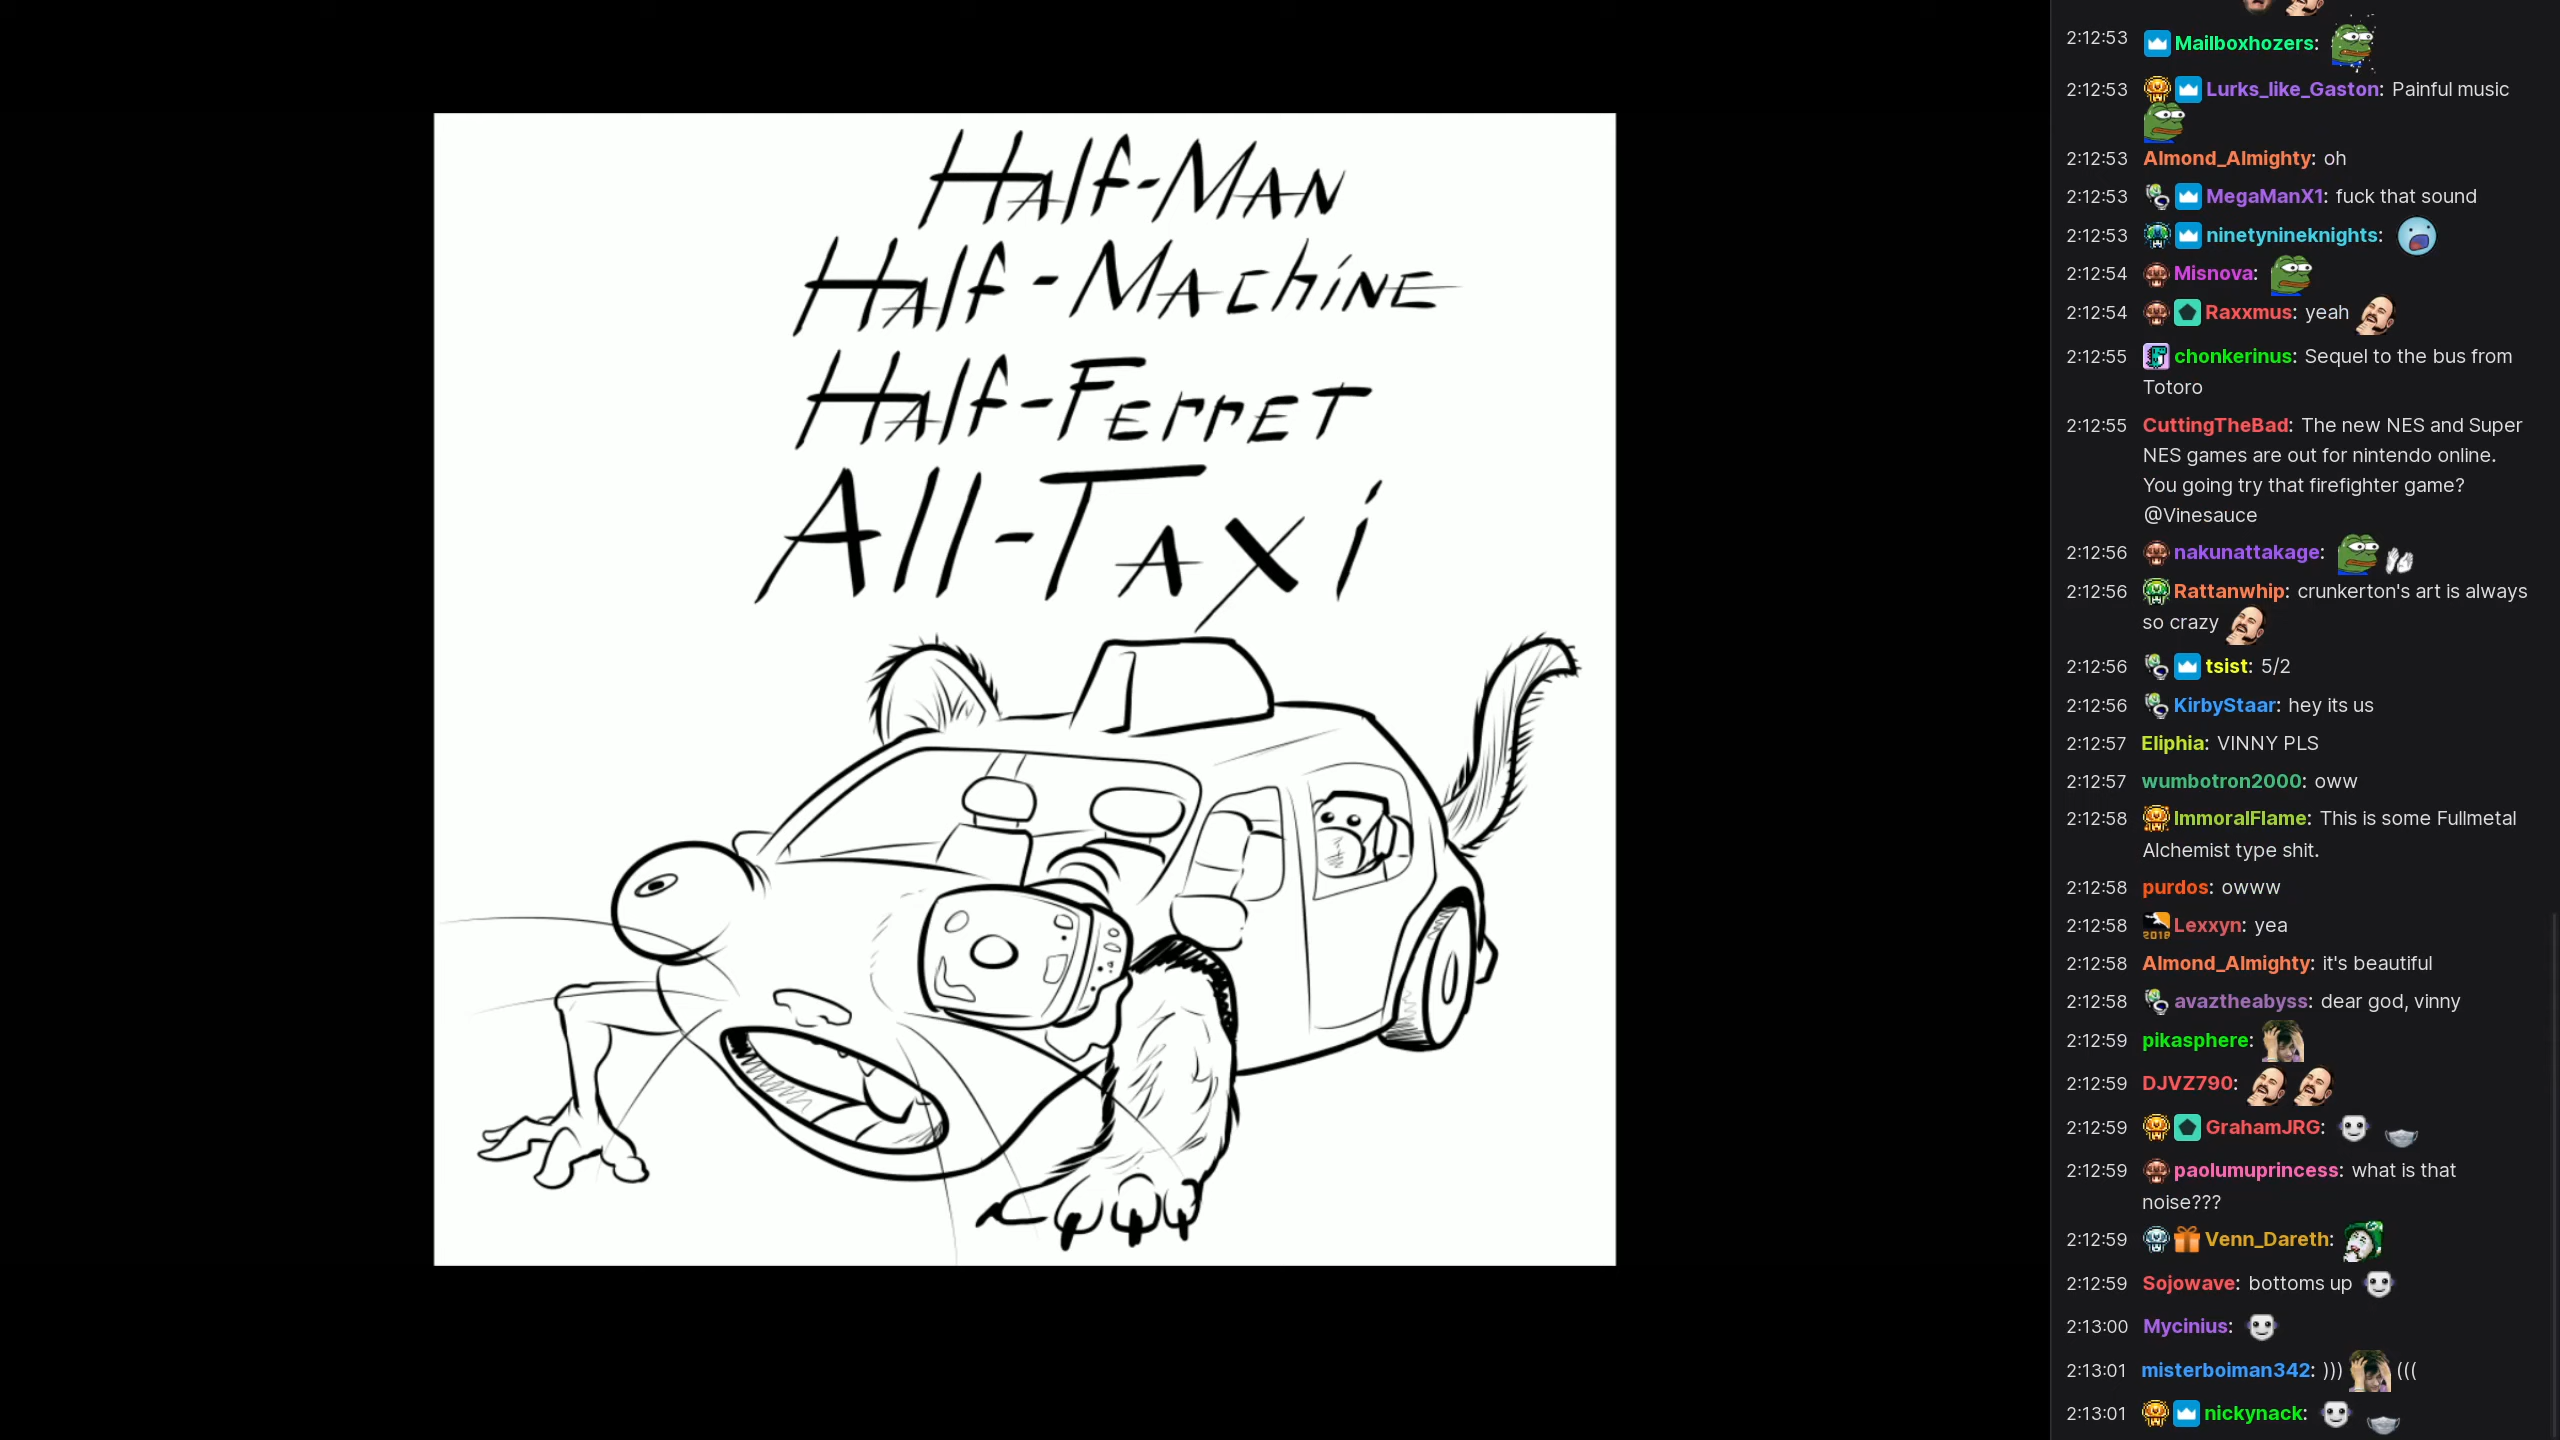 Half-Man
Half-Machine
Half-Ferret
All-Taxi
2:12:53 Mailboxhozers:
2:12:53 Lurks_like_Gaston: Painful music
2:12:53 Almond_Almighty: oh
2:12:53 MegaManX1: fuck that sound
2:12:53 ninetynineknights:
2:12:54 Misnova:
2:12:54 Raxxmus: yeah
2:12:55 chonkerinus: Sequel to the bus from
Totoro
2:12:55 CuttingTheBad: The new NES and Super
NES games are out for nintendo online.
You going try that firefighter game?
@Vinesauce
2:12:56 nakunattakage:
2:12:56 Rattanwhip: crunkerton's art is always
so crazy
2:12:56 tsist: 5/2
2:12:56 KirbyStaar: hey its us
2:12:57 Eliphia: VINNY PLS
2:12:57 wumbotron2000: oww
2:12:58 ImmoralFlame: This is some Fullmetal
Alchemist type shit.
2:12:58 purdos: owww
2:12:58 Lexxyn: yea
2:12:58 Almond_Almighty: it's beautiful
2:12:58 avaztheabyss: dear god, vinny
2:12:59 pikasphere:
2:12:59 DJVZ790:
2:12:59 GrahamJRG:
2:12:59 paolumuprincess: what is that
noise???
2:12:59 Venn_Dareth:
2:12:59 Sojowave: bottoms up
2:13:00 Mycinius:
2:13:01 misterboiman342: ))) (((
2:13:01 nickynack: